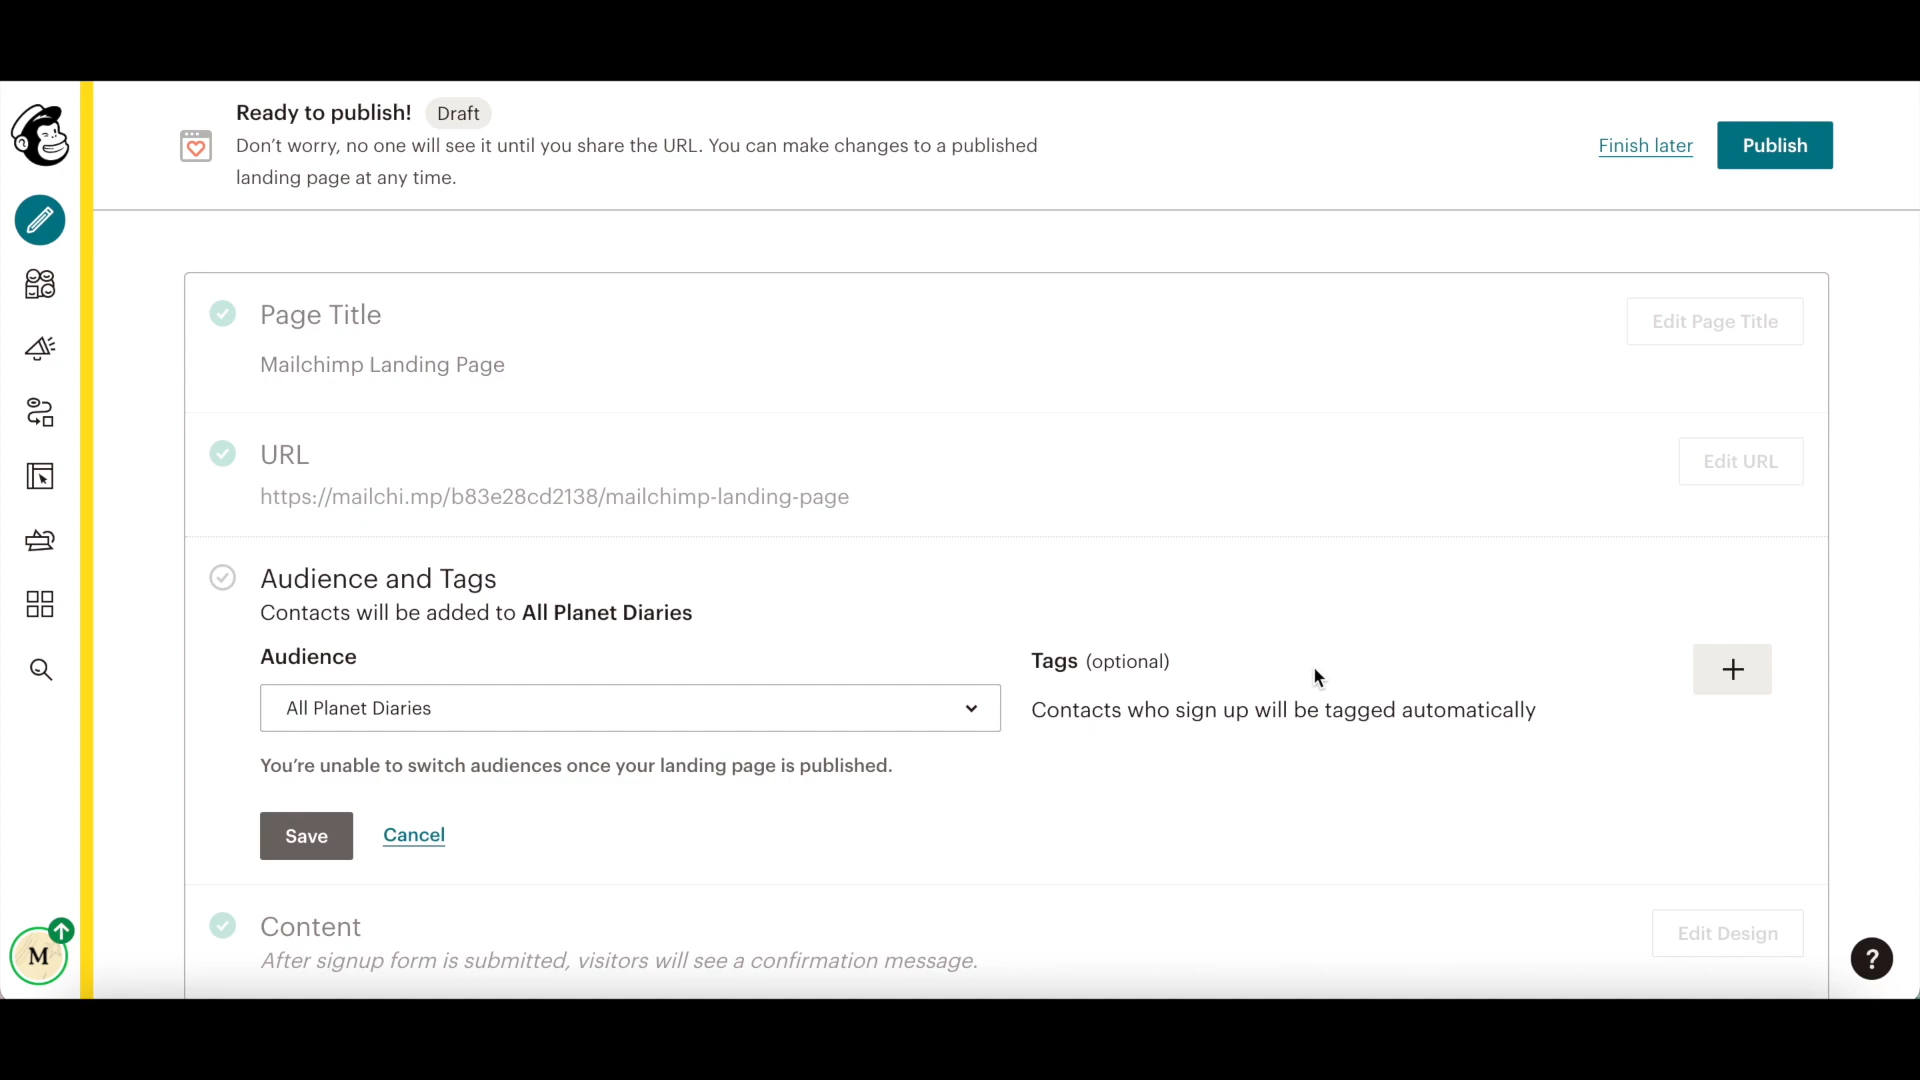 Ready to publish! Draft
Don’t worry, no one will see it until you share the URL. You can make changes to a published
landing page at any time.
Finish later
Publish
Page Title
Edit Page Title
Mailchimp Landing Page
URL
Edit URL
https://mailchi.mp/b83e28cd2138/mailchimp-landing-page
Audience and Tags
Contacts will be added to All Planet Diaries
Audience
All Planet Diaries
You’re unable to switch audiences once your landing page is published.
Tags (optional)
+
Contacts who sign up will be tagged automatically
Save
Cancel
Content
Edit Design
After signup form is submitted, visitors will see a confirmation message.
M
?